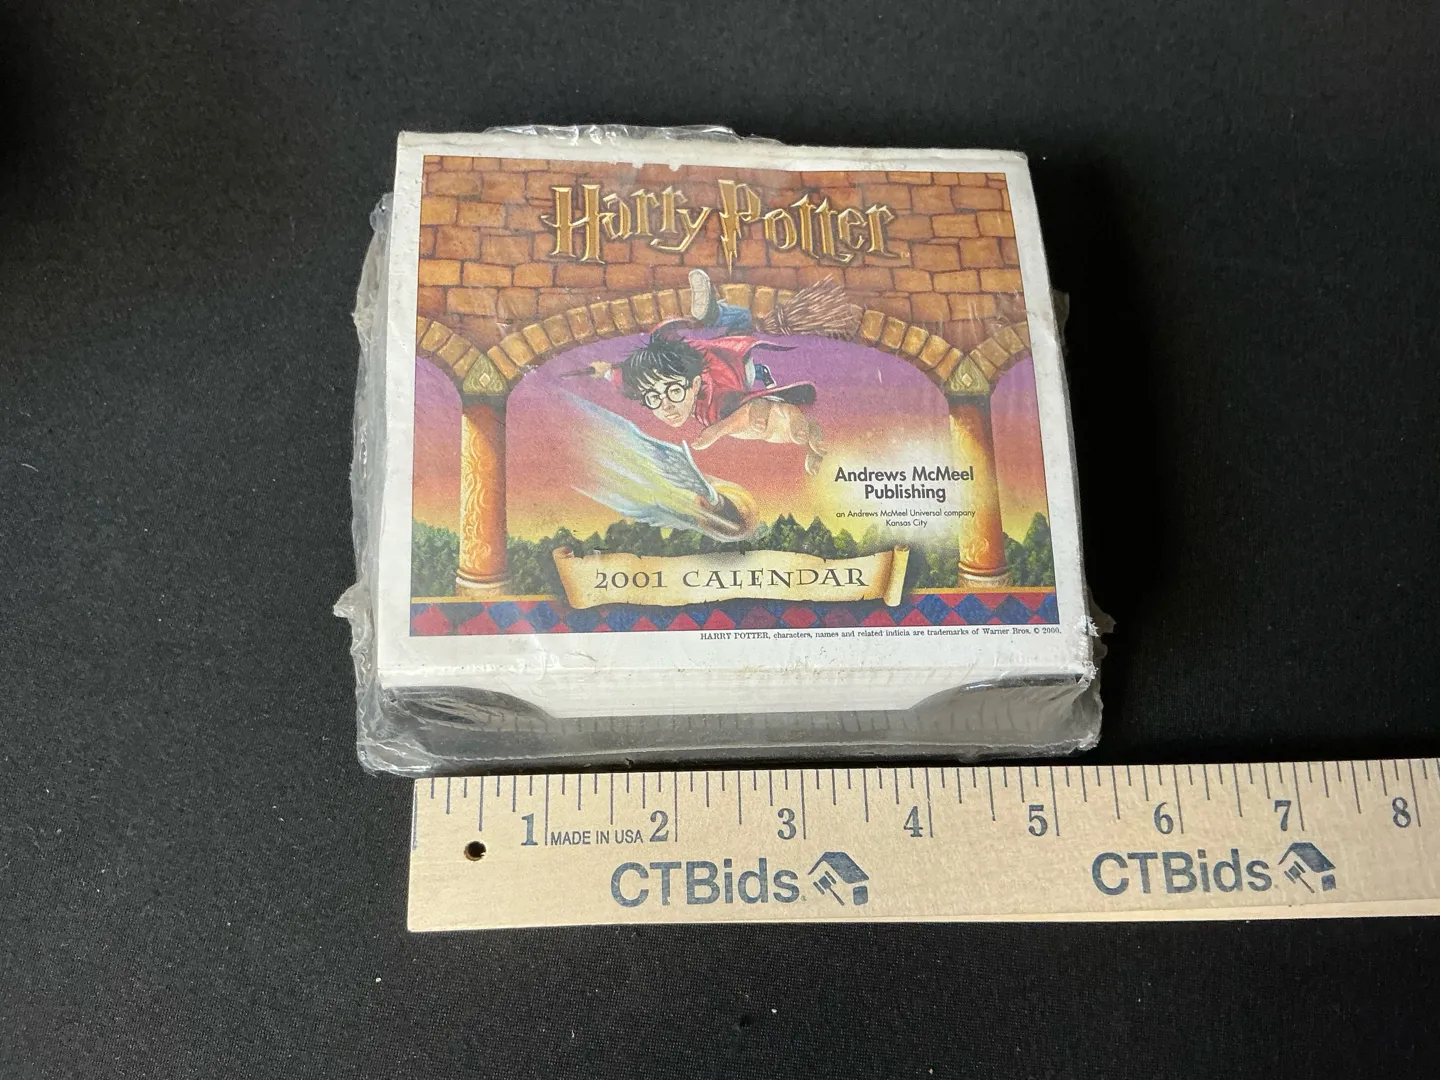 Harry Potter
Andrews McMeel
Publishing
an Andrews McMeel Universal company
Kansas City
2001 CALENDAR
HARRY POTTER, characters, names and related indicia are trademarks of Warner Bros. © 2000.
1 MADE IN USA 2 3 4 5 6 7 8
CTBids CTBids